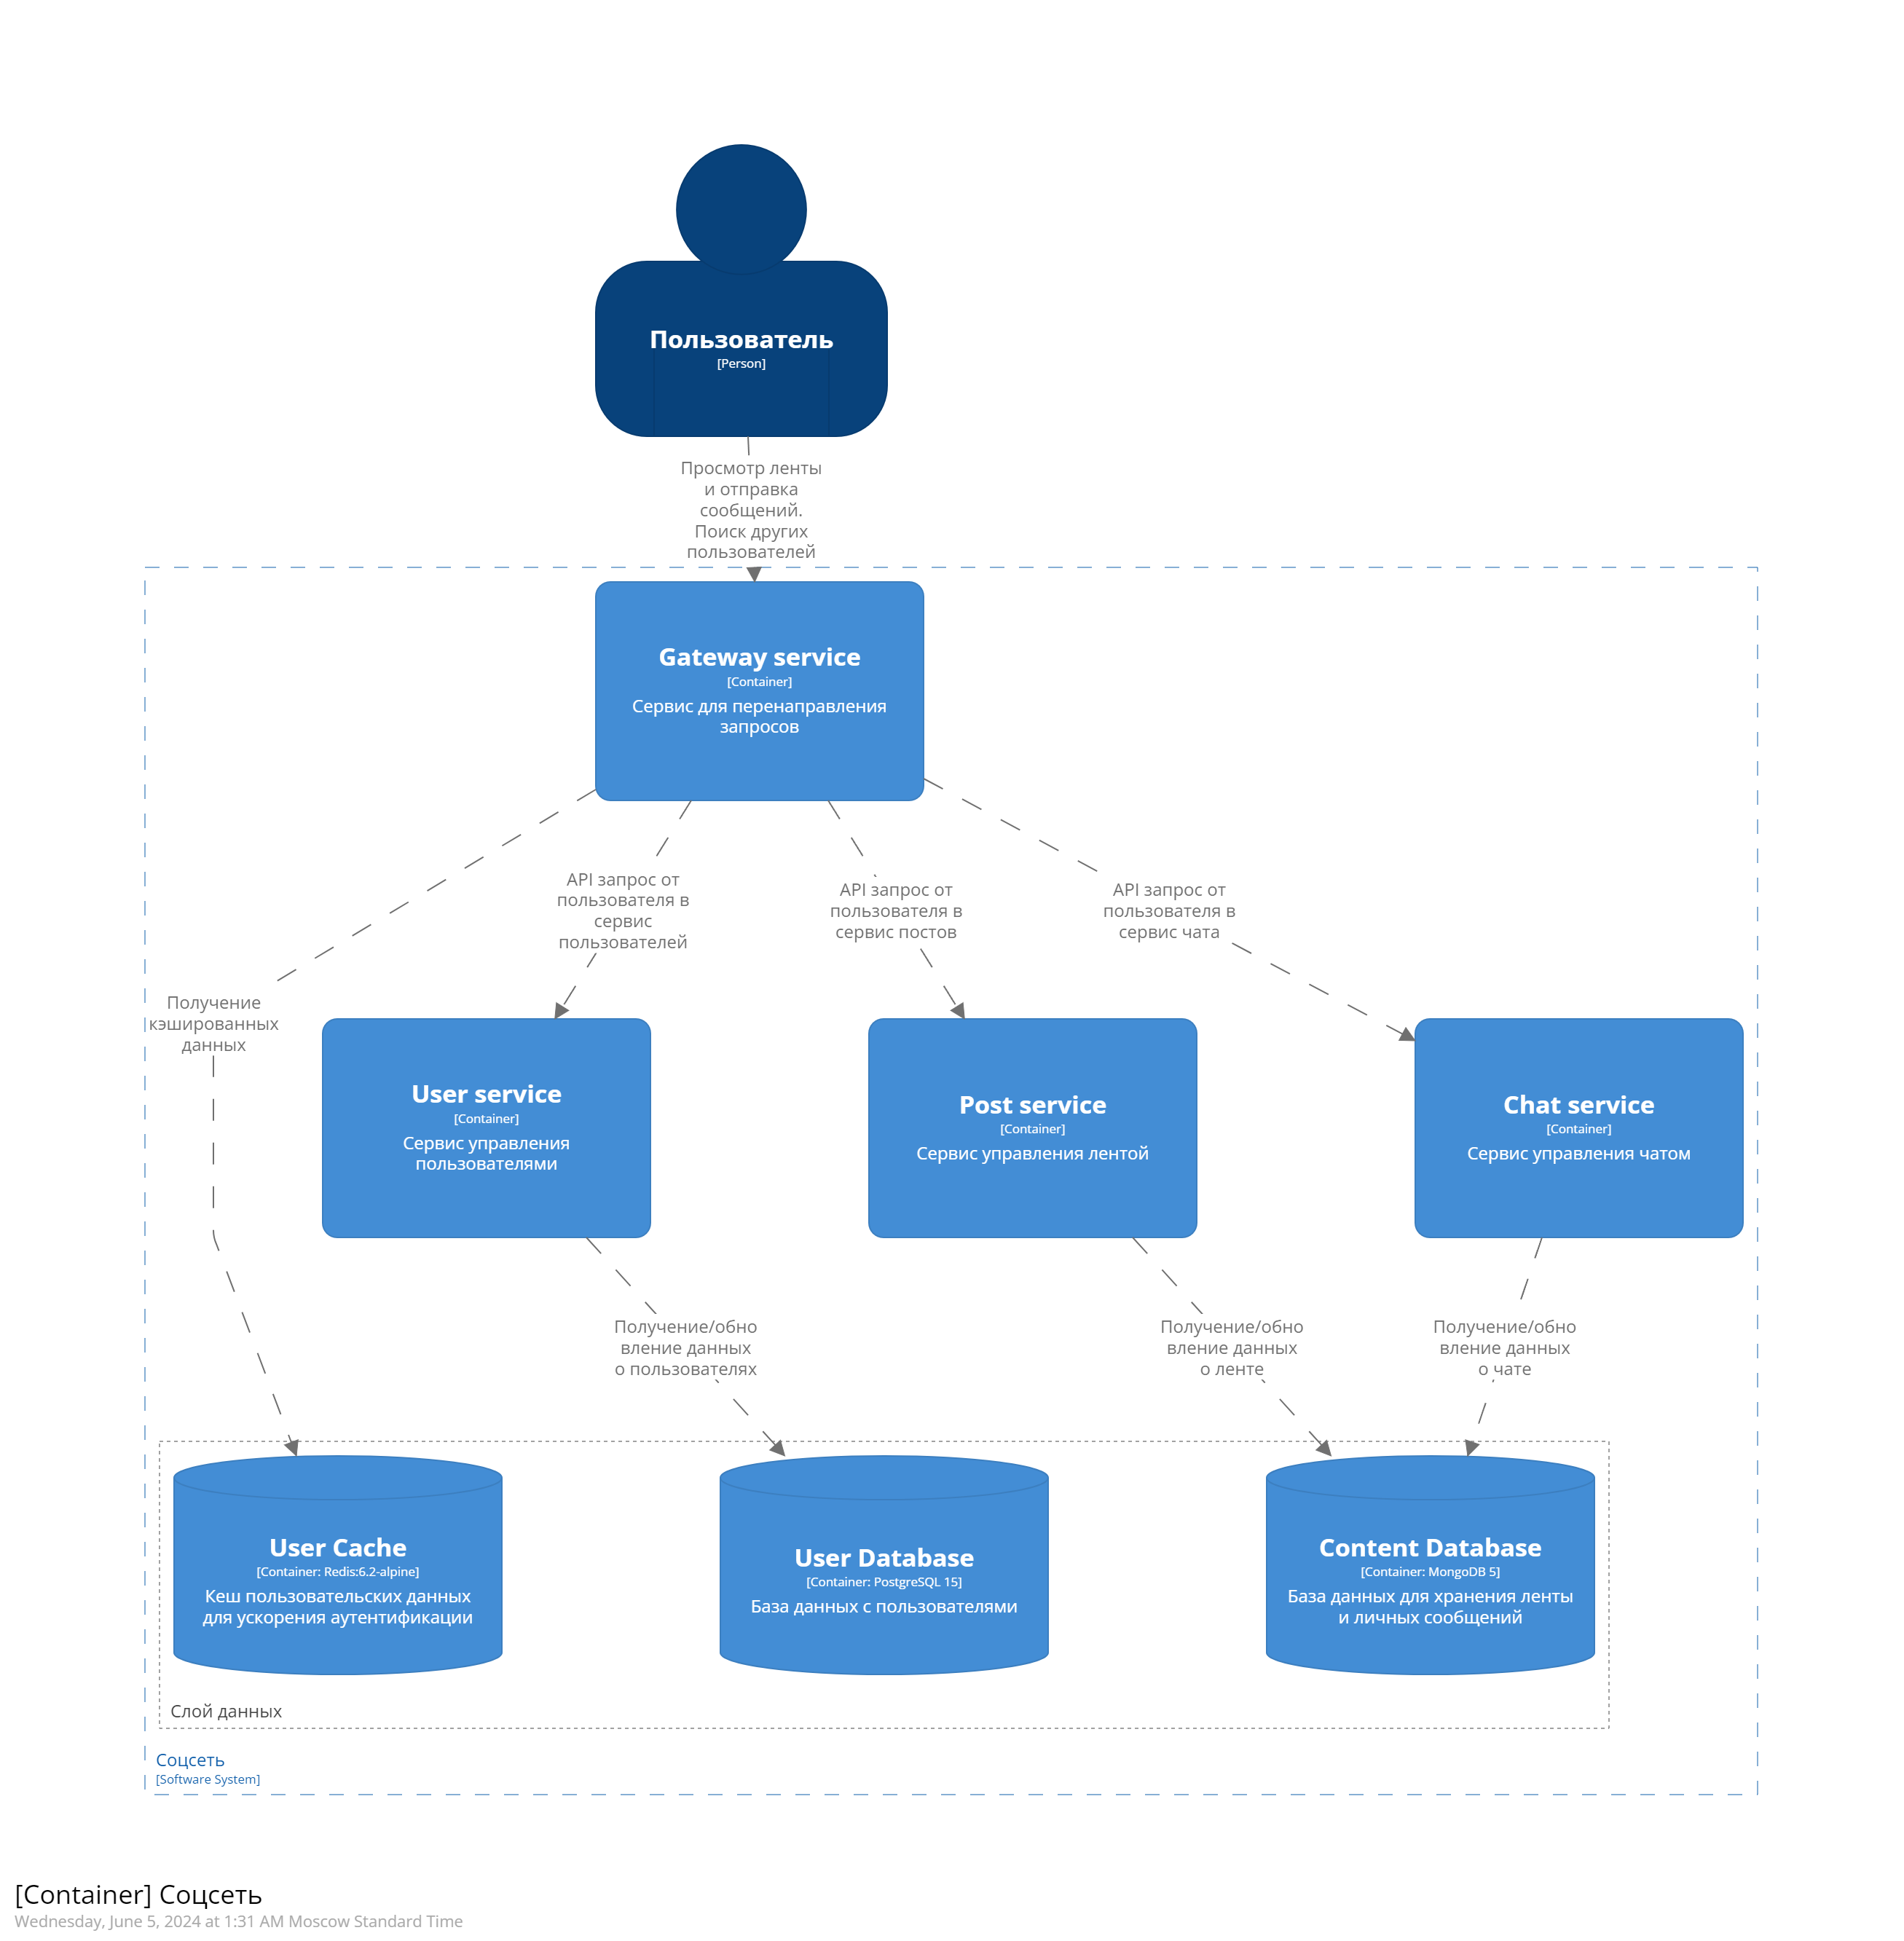 Пользователь
[Person]
Просмотр ленты
и отправка
сообщений.
Поиск других
пользователей
Gateway service
[Container]
Сервис для перенаправления
запросов
API запрос от
пользователя в
сервис
пользователей
API запрос от
пользователя в
сервис постов
API запрос от
пользователя в
сервис чата
Получение
кэшированных
данных
User service
[Container]
Сервис управления
пользователями
Post service
[Container]
Сервис управления лентой
Chat service
[Container]
Сервис управления чатом
Получение/обно
вление данных
о пользователях
Получение/обно
вление данных
о ленте
Получение/обно
вление данных
о чате
User Cache
[Container: Redis:6.2-alpine]
Кеш пользовательских данных
для ускорения аутентификации
User Database
[Container: PostgreSQL 15]
База данных с пользователями
Content Database
[Container: MongoDB 5]
База данных для хранения ленты
и личных сообщений
Слой данных
Соцсеть
[Software System]
[Container] Соцсеть
Wednesday, June 5, 2024 at 1:31 AM Moscow Standard Time